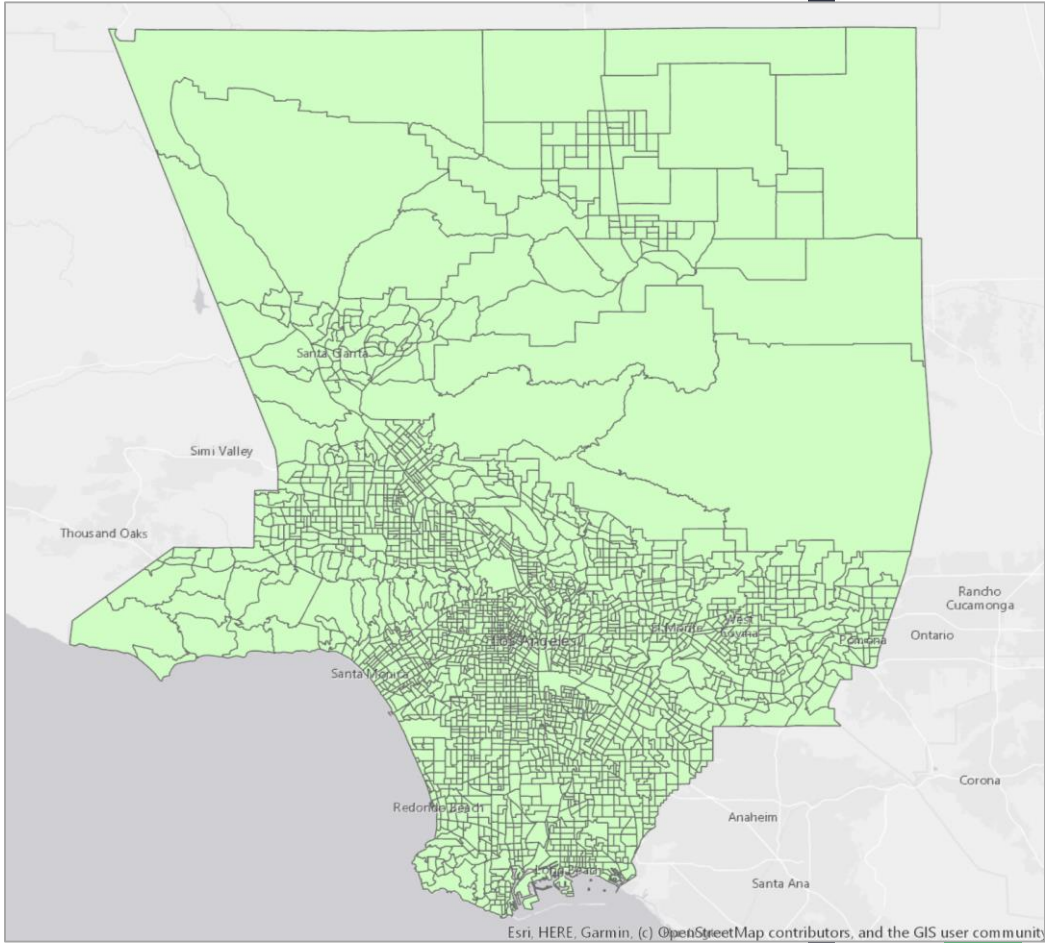 Santa Clarita
Simi Valley
Thousand Oaks
Rancho
Cucamonga
West
Covina
El Monte
Los Angeles
Pomona
Ontario
Santa Monica
Corona
Redondo Beach
Anaheim
Long Beach
Santa Ana
Esri, HERE, Garmin, (c) OpenStreetMap contributors, and the GIS user community